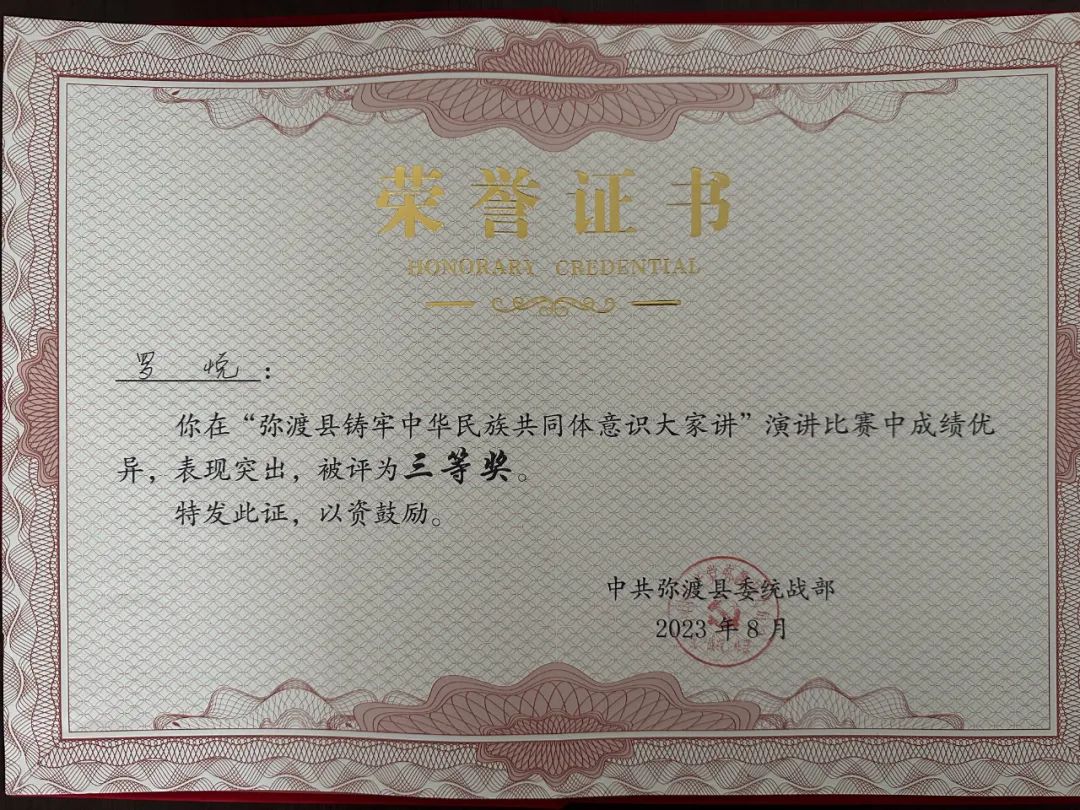 荣誉证书
HONORARY CREDENTIAL
罗 悦：
你在“弥渡县铸牢中华民族共同体意识大家讲”演讲比赛中成绩优
异，表现突出，被评为三等奖。
特发此证，以资鼓励。
中共弥渡县委统战部
2023 年 8 月